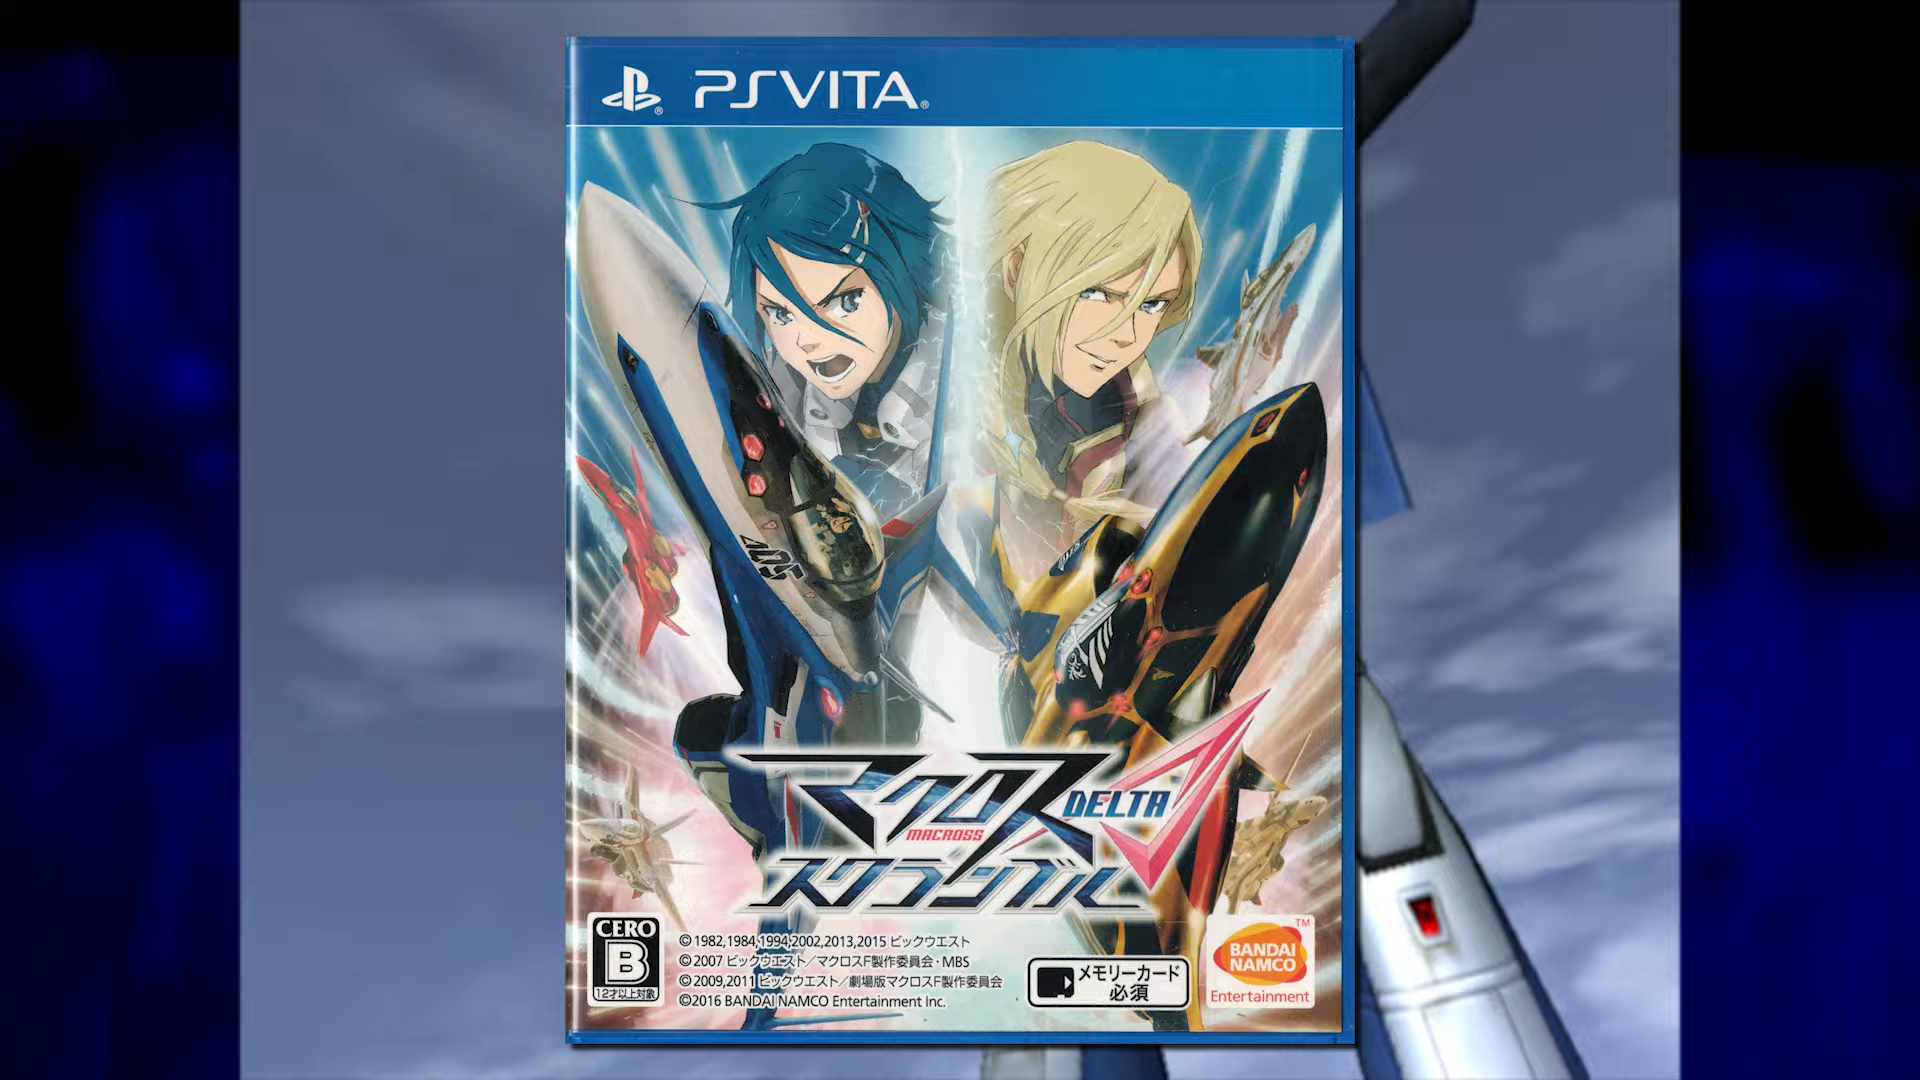 PSVITA®
405
マクロス DELTA
MACROSS
スクランブル
CERO
B
12才以上対象
©1982,1984,1994,2002,2013,2015 ビックウエスト
©2007 ビックウエスト／マクロスF製作委員会・MBS
©2009,2011 ビックウエスト／劇場版マクロスF製作委員会
©2016 BANDAI NAMCO Entertainment Inc.
メモリーカード
必須
TM
BANDAI
NAMCO
Entertainment